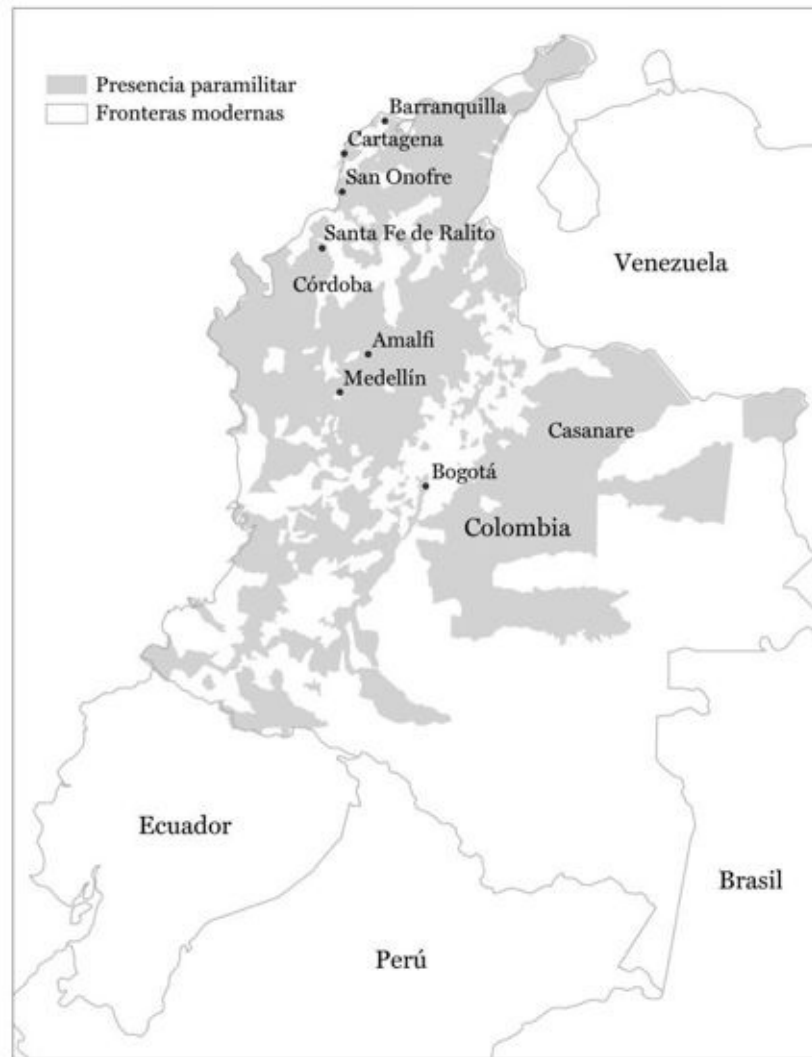 Presencia paramilitar
Fronteras modernas
Barranquilla
Cartagena
San Onofre
Santa Fe de Ralito
Venezuela
Córdoba
Amalfi
Medellín
Casanare
Bogotá
Colombia
Ecuador
Brasil
Perú